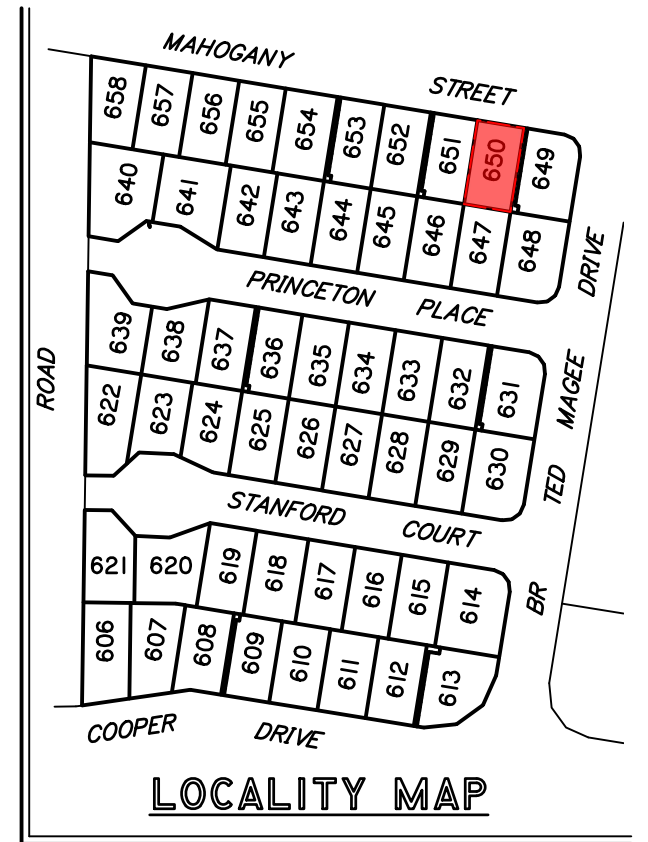 MAHOGANY STREET
658 657 656 655 654 653 652 651 650 649
640 641 642 643 644 645 646 647 648
PRINCETON PLACE
639 638 637 636 635 634 633 632 631
622 623 624 625 626 627 628 629 630
STANFORD COURT
621 620 619 618 617 616 615 614
606 607 608 609 610 611 612 613
COOPER DRIVE
ROAD
BR TED MAGEE DRIVE
LOCALITY MAP